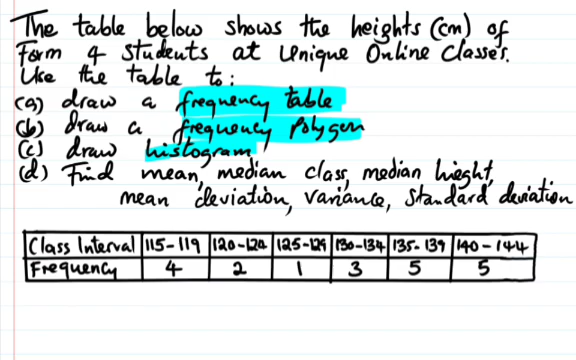 The table below shows the heights (cm) of
Form 4 students at Unique Online Classes.
Use the table to:
(a) draw a frequency table
(b) draw a frequency polygon
(c) draw histogram
(d) Find mean, median class, median hieght,
mean deviation, variance, standard deviation
Class Interval 115-119 120-124 125-129 130-134 135-139 140-144
Frequency 4 2 1 3 5 5